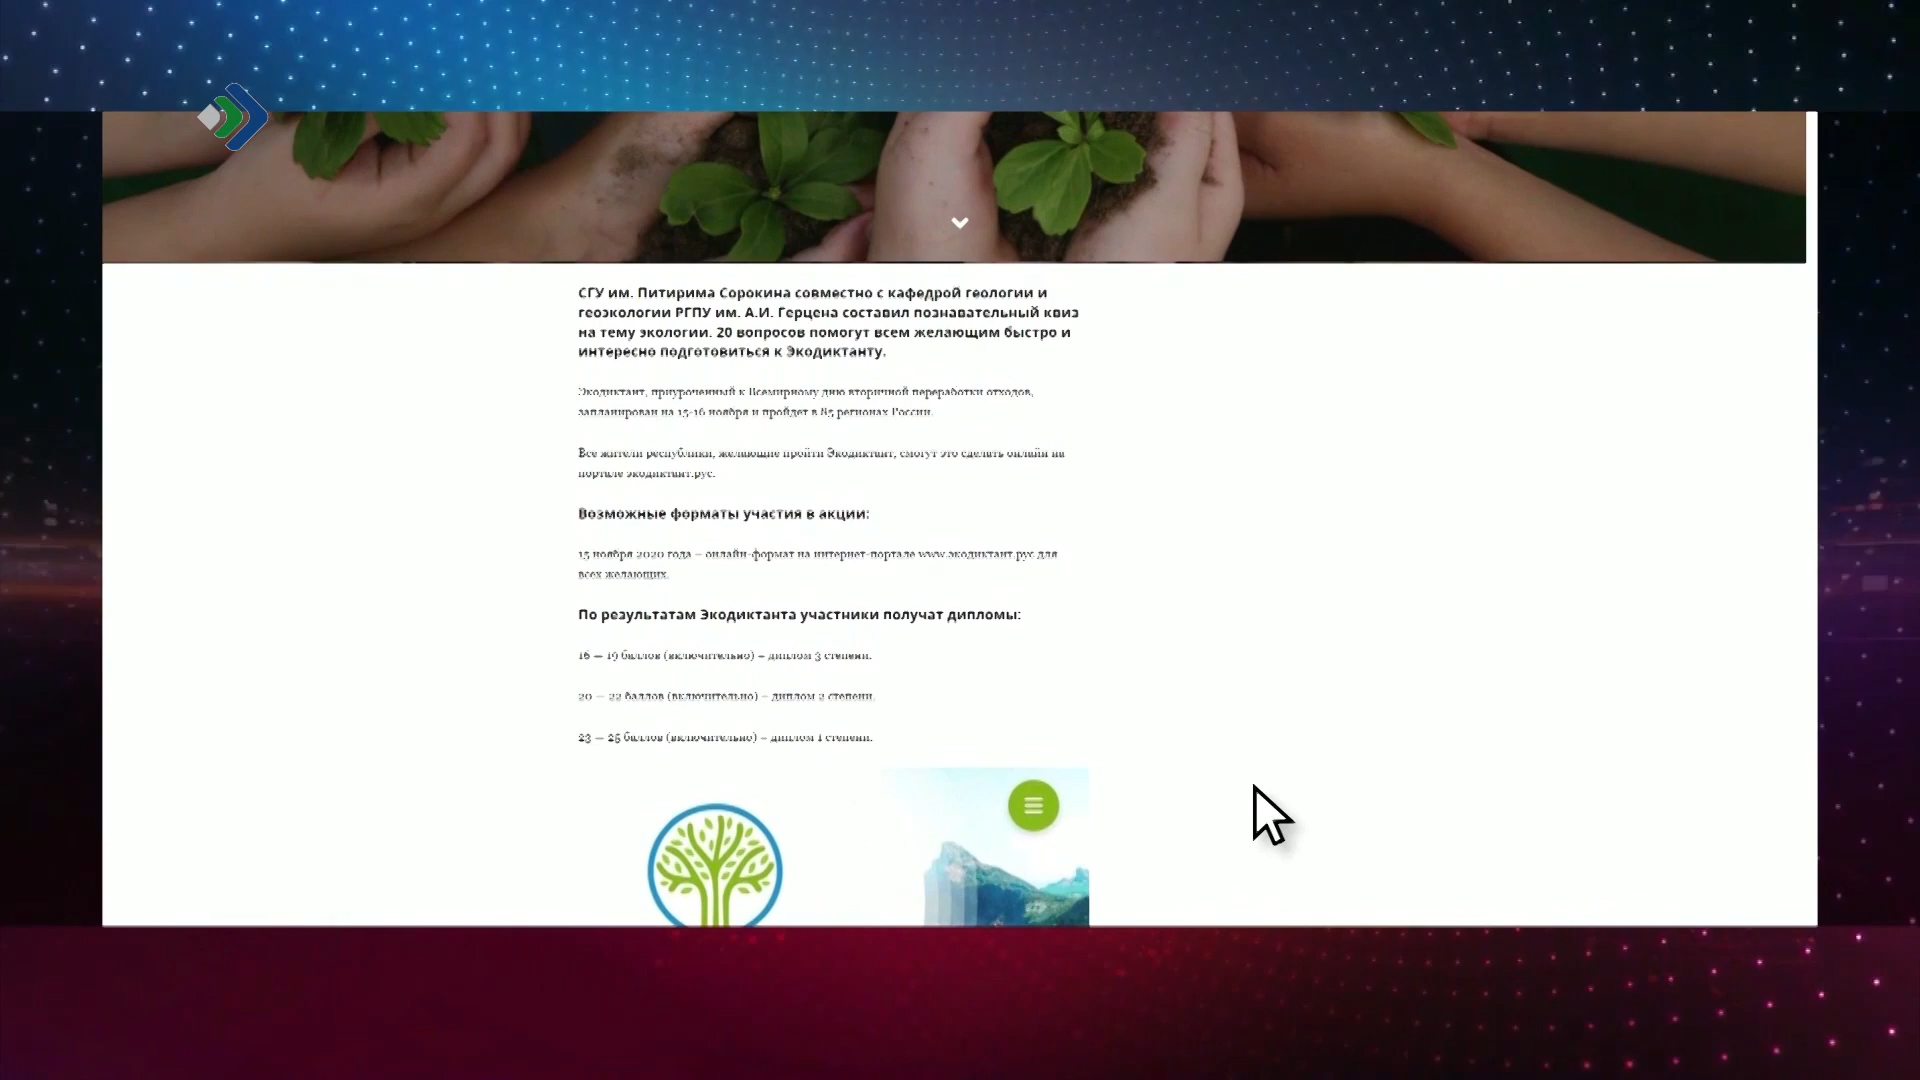 СГУ им. Питирима Сорокина совместно с кафедрой геологии и
геоэкологии РГПУ им. А.И. Герцена составил познавательный квиз
на тему экологии. 20 вопросов помогут всем желающим быстро и
интересно подготовиться к Экодиктанту.
Экодиктант, приуроченный к Всемирному дню вторичной переработки отходов,
запланирован на 15-16 ноября и пройдет в 85 регионах России.
Все жители республики, желающие пройти Экодиктант, смогут это сделать онлайн на
портале экодиктант.рус.
Возможные форматы участия в акции:
15 ноября 2020 года – онлайн-формат на интернет-портале www.экодиктант.рус для
всех желающих.
По результатам Экодиктанта участники получат дипломы:
16 – 19 баллов (включительно) – диплом 3 степени.
20 – 22 баллов (включительно) – диплом 2 степени.
23 – 25 баллов (включительно) – диплом 1 степени.